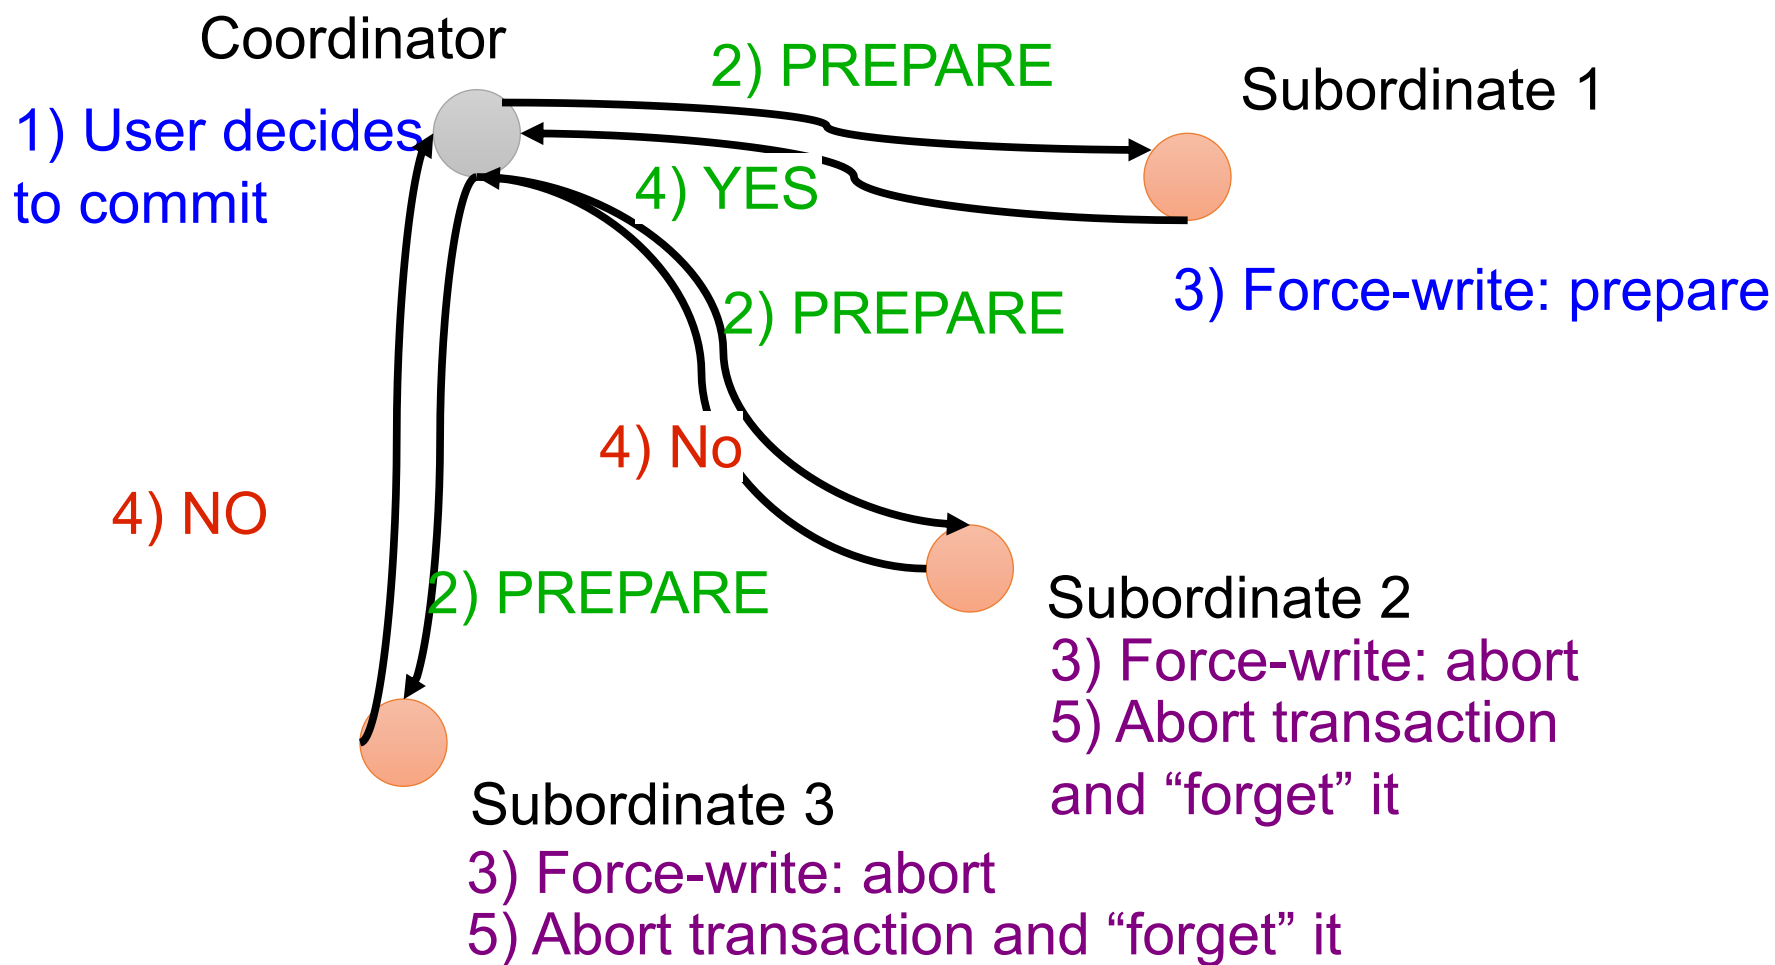 Coordinator
2) PREPARE
Subordinate 1
1) User decides
to commit
4) YES
3) Force-write: prepare
2) PREPARE
4) No
4) NO
2) PREPARE
Subordinate 2
3) Force-write: abort
5) Abort transaction
and “forget” it
Subordinate 3
3) Force-write: abort
5) Abort transaction and “forget” it